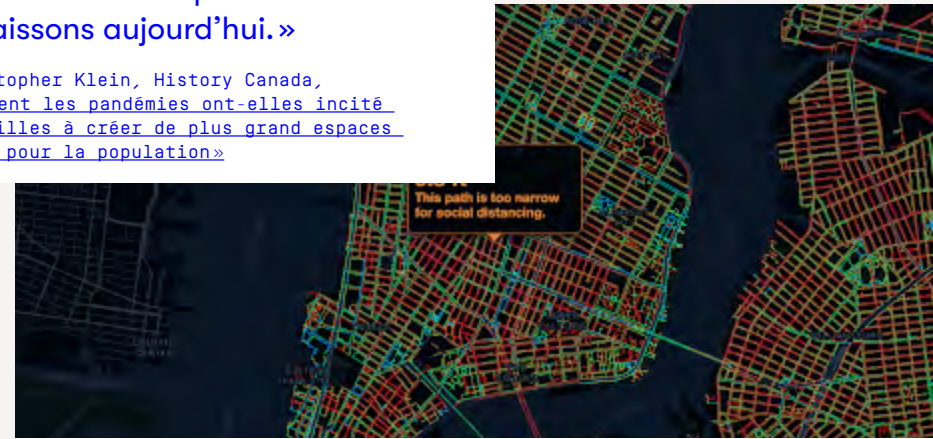 aissons aujourd’hui.»
topher Klein, History Canada,
ent les pandémies ont-elles incité
illes à créer de plus grand espaces
pour la population»
This path is too narrow
for social distancing.